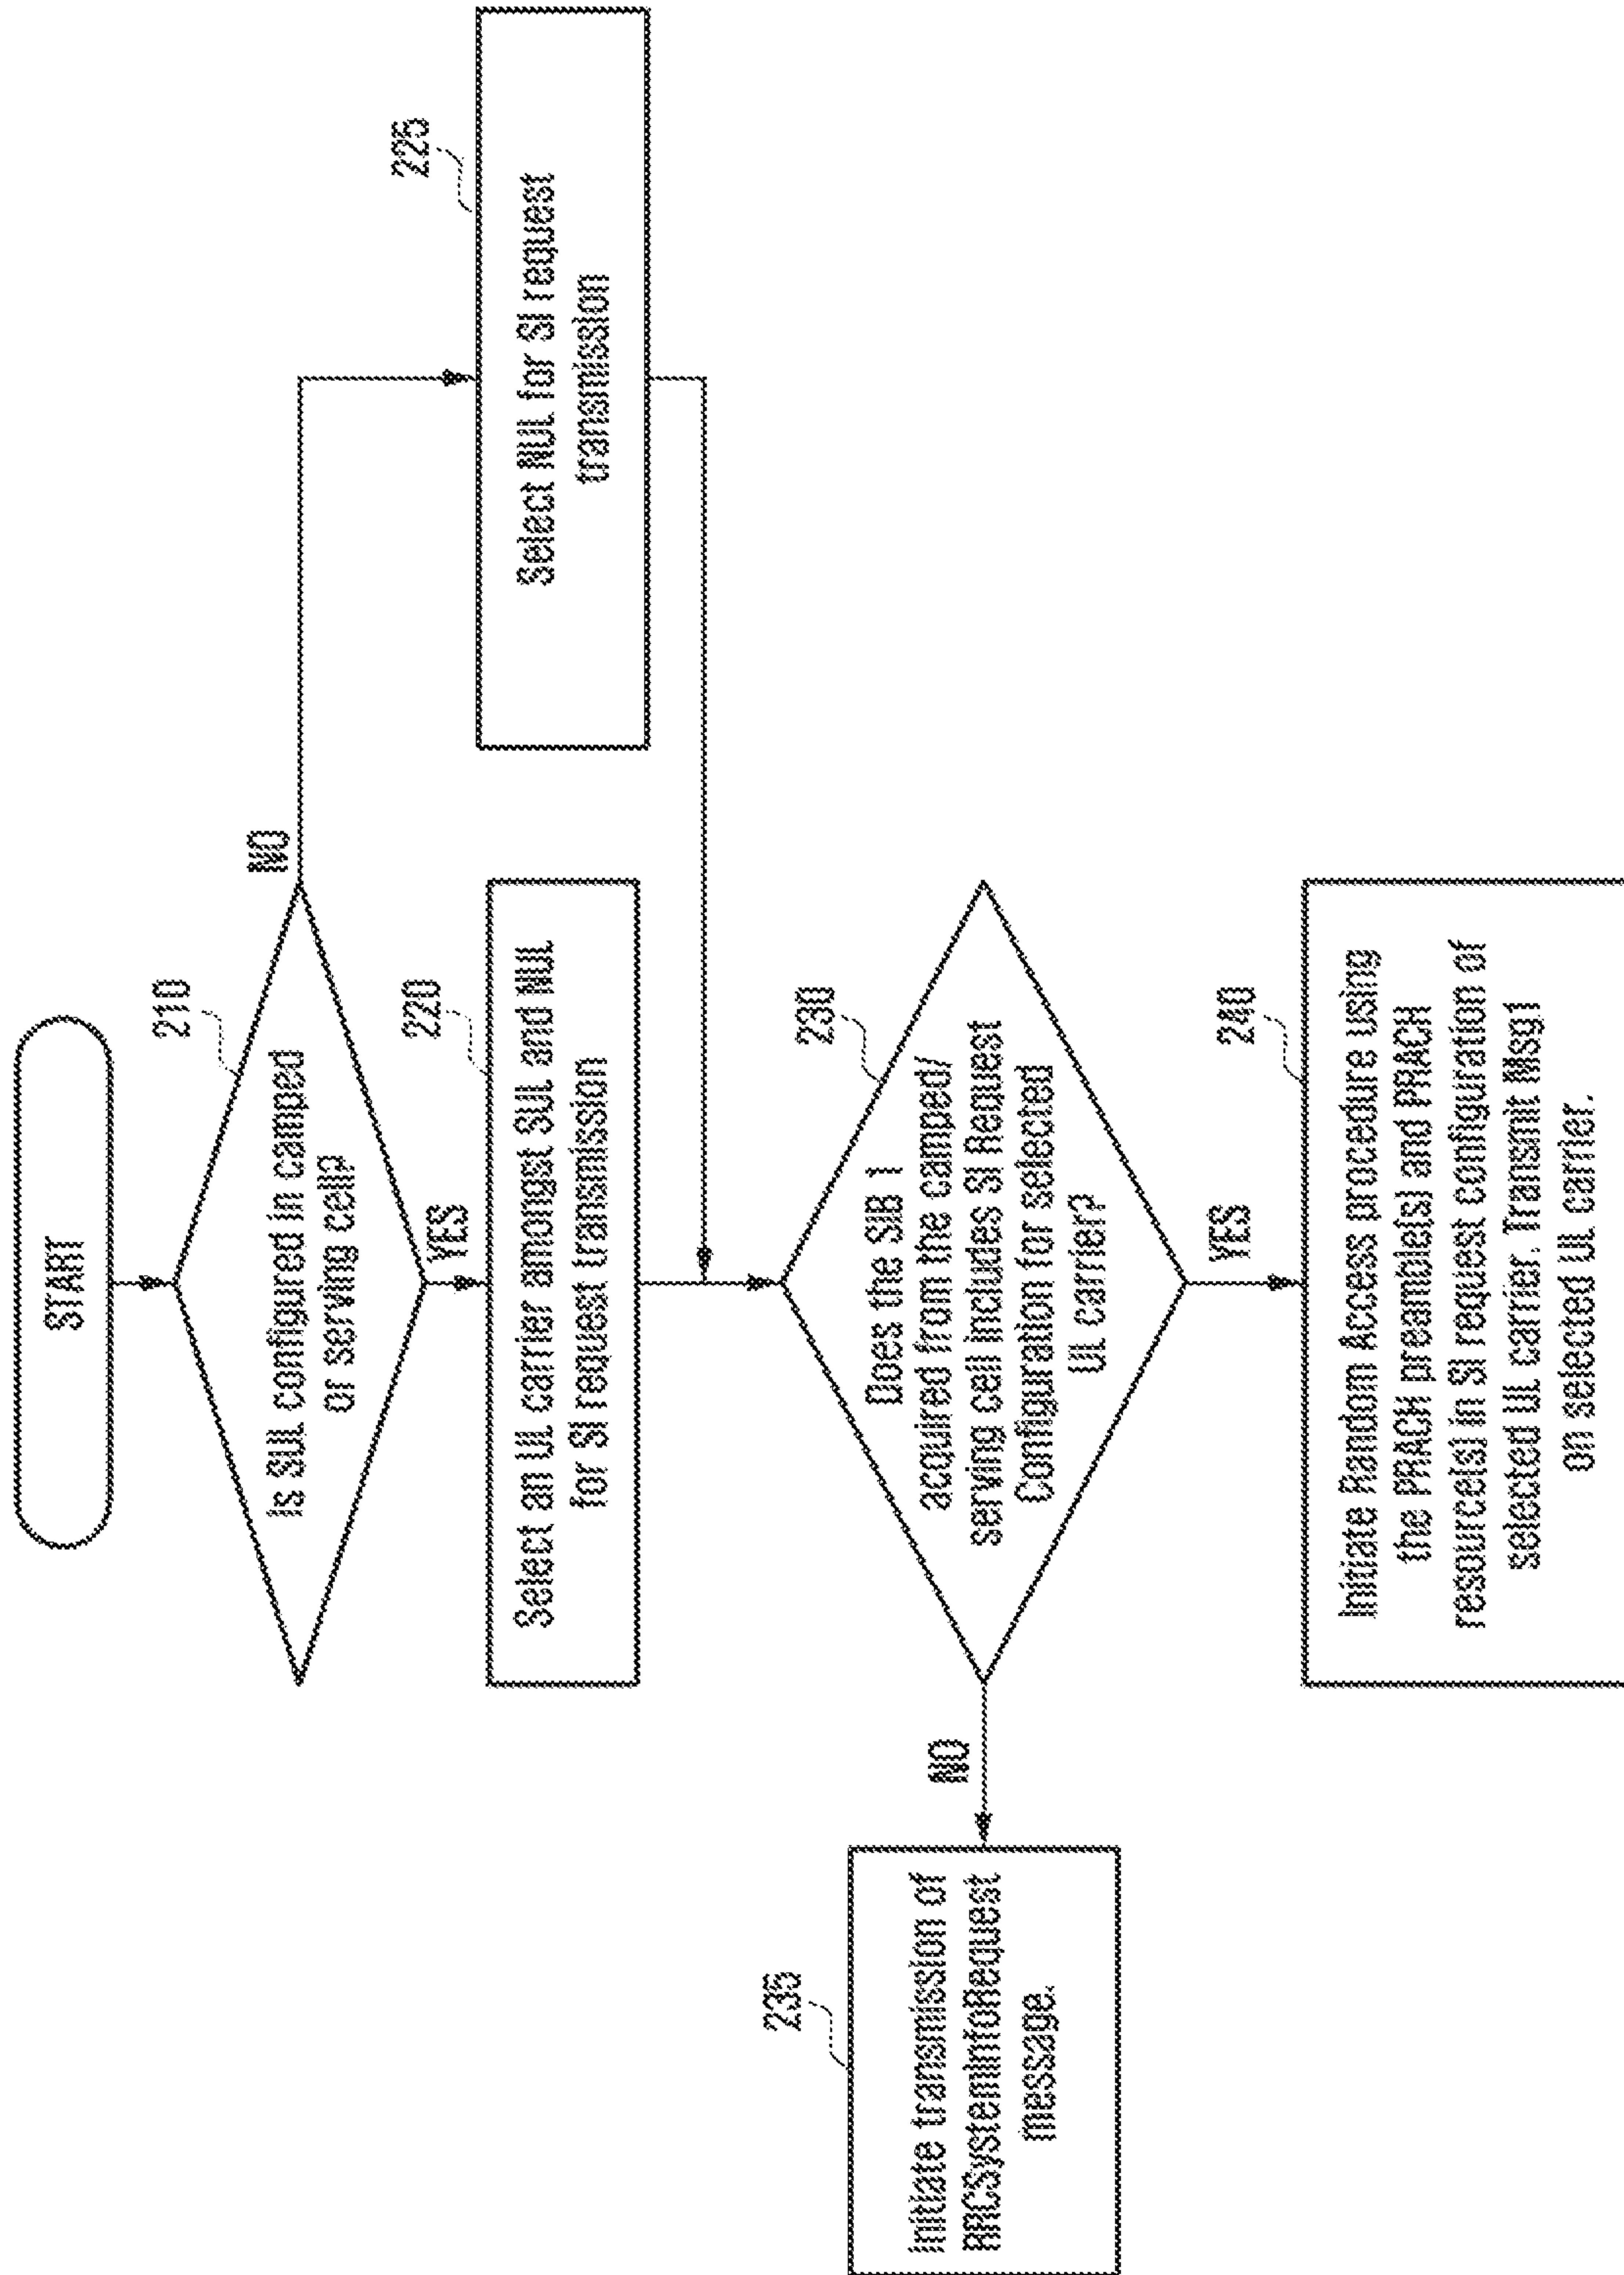 START
210
Is SUL configured in camped
or serving cell?
NO
YES
220
Select an UL carrier amongst SUL and NUL
for SI request transmission
225
Select NUL for SI request
transmission
230
Does the SIB 1
acquired from the camped/
serving cell includes SI Request
Configuration for selected
UL carrier?
NO
YES
235
Initiate transmission of
RRCSystemInfoRequest
message.
240
Initiate Random Access procedure using
the PRACH preamble(s) and PRACH
resource(s) in SI request configuration of
selected UL carrier. Transmit Msg1
on selected UL carrier.